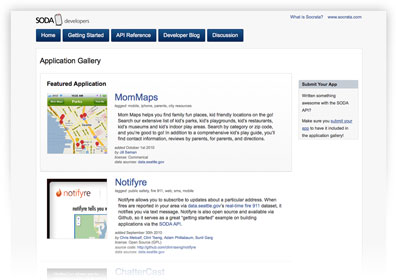 SODA developers
What is Socrata? www.socrata.com
Home Getting Started API Reference Developer Blog Discussion
Application Gallery
Featured Application
Submit Your App
Written something
awesome with the SODA
API?
Make sure you submit your
app to have it included in
the application gallery!
Parks
MomMaps
tagged: mobile, iphone, parents, city resources
Mom Maps helps you find family fun places, kid friendly locations on the go!
Search our extensive list of kid's parks, kid's playgrounds, kid's restaurants,
kid's museums and kid's indoor play areas. Search by category or zip code,
and you're good to go! In addition to a comprehensive kid's play guide, you'll
find contact information, reviews by parents, for parents, and directions.
added October 1st 2010
by Jill Seman
License: Commercial
data: data.seattle.gov
notifyre
notifyre tells you
Notifyre
tagged: public safety, fire 911, web, sms, mobile
Notifyre allows you to subscribe to updates about a particular address. When
fires are reported in your area via data.seattle.gov's real-time fire 911 dataset, it
notifies you via text message. Notifyre is also open source and available via
Github, so it serves as a great "getting started" example on building
applications via the SODA API.
added September 30th 2010
by Chris Metcalf, Clint Tseng, Aiden Phillabaum, Sunil Garg
license: Open Source (GPL)
source code: http://github.com/chrismetcalf/notifyre
data: data.seattle.gov
ChatterCast